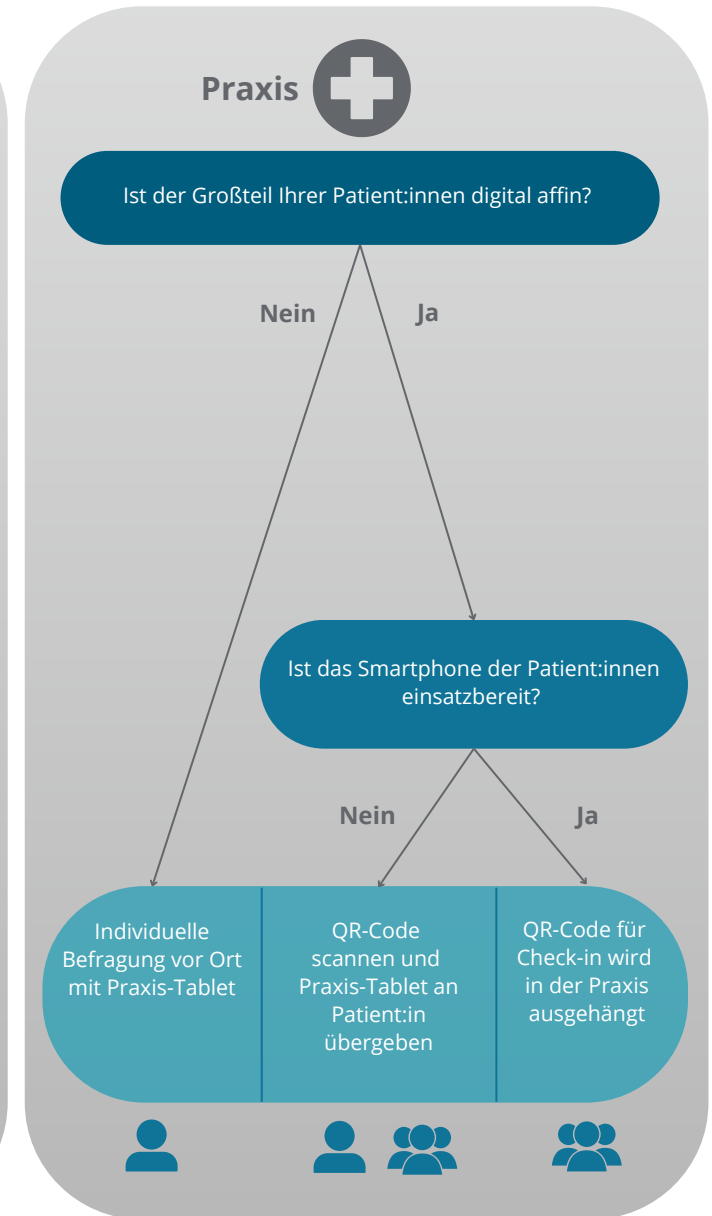 Praxis
Ist der Großteil Ihrer Patient:innen digital affin?
Nein
Ja
Ist das Smartphone der Patient:innen
einsatzbereit?
Nein
Ja
Individuelle
Befragung vor Ort
mit Praxis-Tablet
QR-Code
scannen und
Praxis-Tablet an
Patient:in
übergeben
QR-Code für
Check-in wird
in der Praxis
ausgehängt